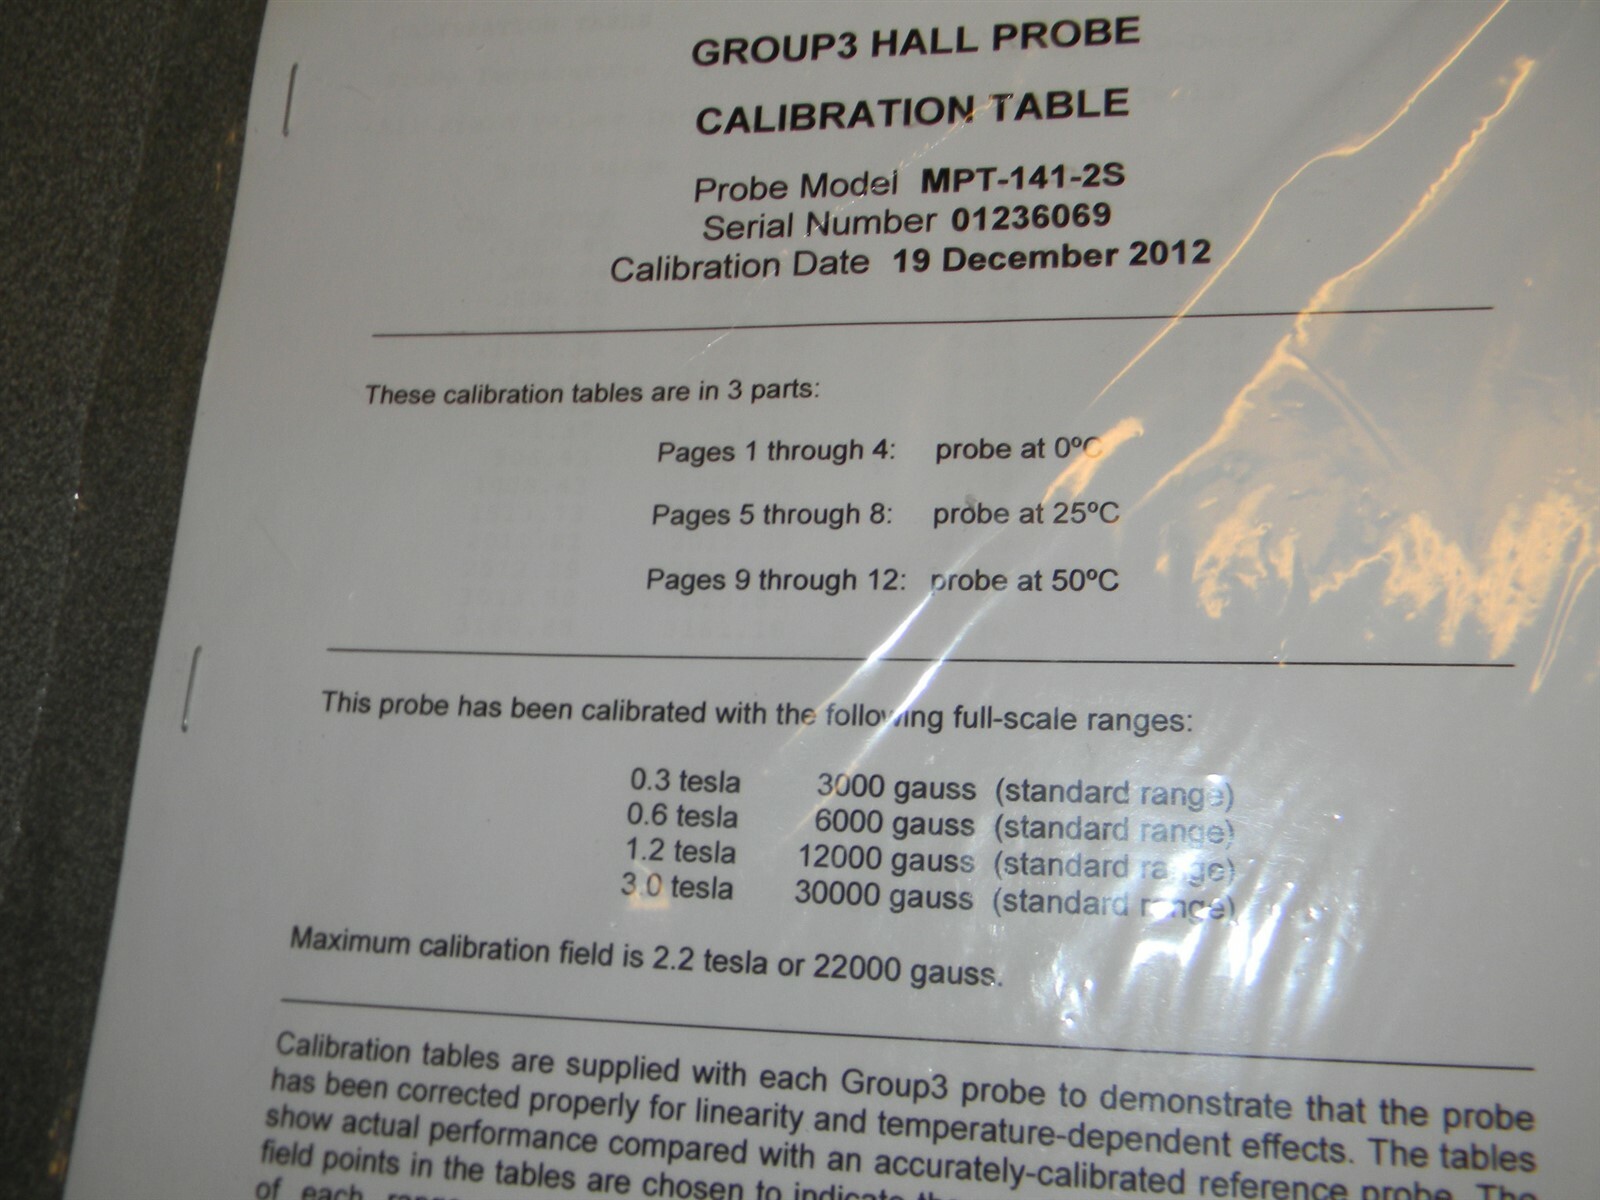 GROUP3 HALL PROBE
CALIBRATION TABLE
Probe Model MPT-141-2S
Serial Number 01236069
Calibration Date 19 December 2012
These calibration tables are in 3 parts:
Pages 1 through 4: probe at 0ºC
Pages 5 through 8: probe at 25ºC
Pages 9 through 12: probe at 50ºC
This probe has been calibrated with the following full-scale ranges:
0.3 tesla 3000 gauss (standard range)
0.6 tesla 6000 gauss (standard range)
1.2 tesla 12000 gauss (standard range)
3.0 tesla 30000 gauss (standard range)
Maximum calibration field is 2.2 tesla or 22000 gauss.
Calibration tables are supplied with each Group3 probe to demonstrate that the probe
has been corrected properly for linearity and temperature-dependent effects. The tables
show actual performance compared with an accurately-calibrated reference probe. The
field points in the tables are chosen to indicate
of each